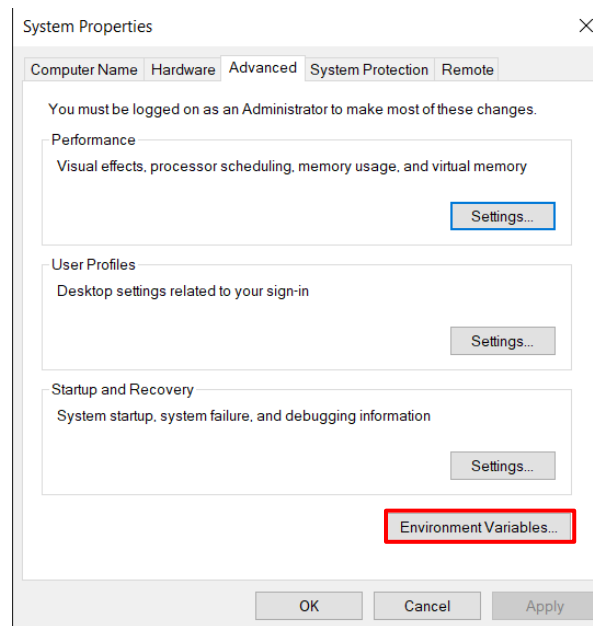 System Properties
Computer Name Hardware Advanced System Protection Remote
You must be logged on as an Administrator to make most of these changes.
Performance
Visual effects, processor scheduling, memory usage, and virtual memory
Settings...
User Profiles
Desktop settings related to your sign-in
Settings...
Startup and Recovery
System startup, system failure, and debugging information
Settings...
Environment Variables...
OK Cancel Apply